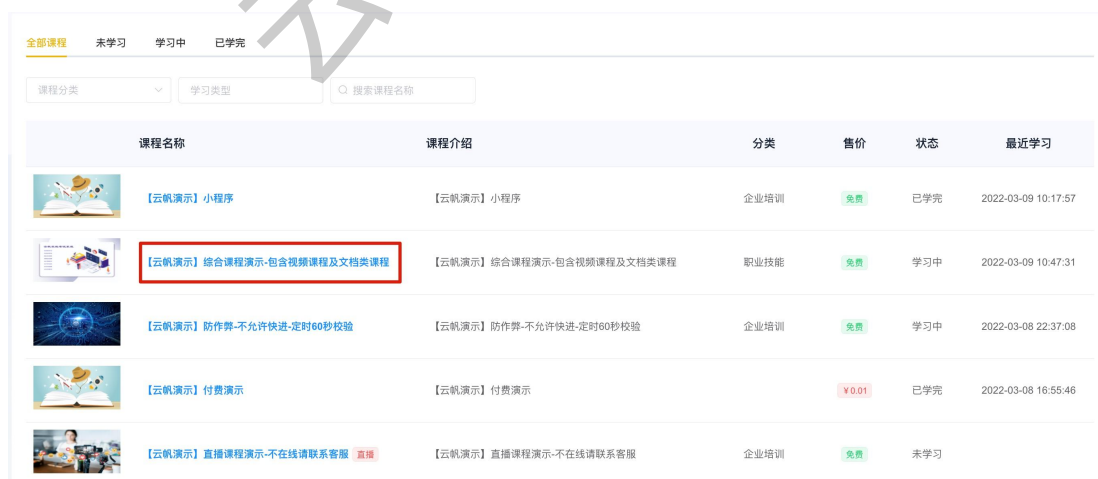 全部课程 未学习 学习中 已学完
课程分类 学习类型 搜索课程名称
课程名称 课程介绍 分类 售价 状态 最近学习
【云帆演示】小程序 【云帆演示】小程序 企业培训 免费 已学完 2022-03-09 10:17:57
【云帆演示】综合课程演示-包含视频课程及文档类课程 【云帆演示】综合课程演示-包含视频课程及文档类课程 职业技能 免费 学习中 2022-03-09 10:47:31
【云帆演示】防作弊-不允许快进-定时60秒校验 【云帆演示】防作弊-不允许快进-定时60秒校验 企业培训 免费 学习中 2022-03-08 22:37:08
【云帆演示】付费演示 【云帆演示】付费演示 ¥0.01 已学完 2022-03-08 16:55:46
【云帆演示】直播课程演示-不在线请联系客服 直播 【云帆演示】直播课程演示-不在线请联系客服 企业培训 免费 未学习